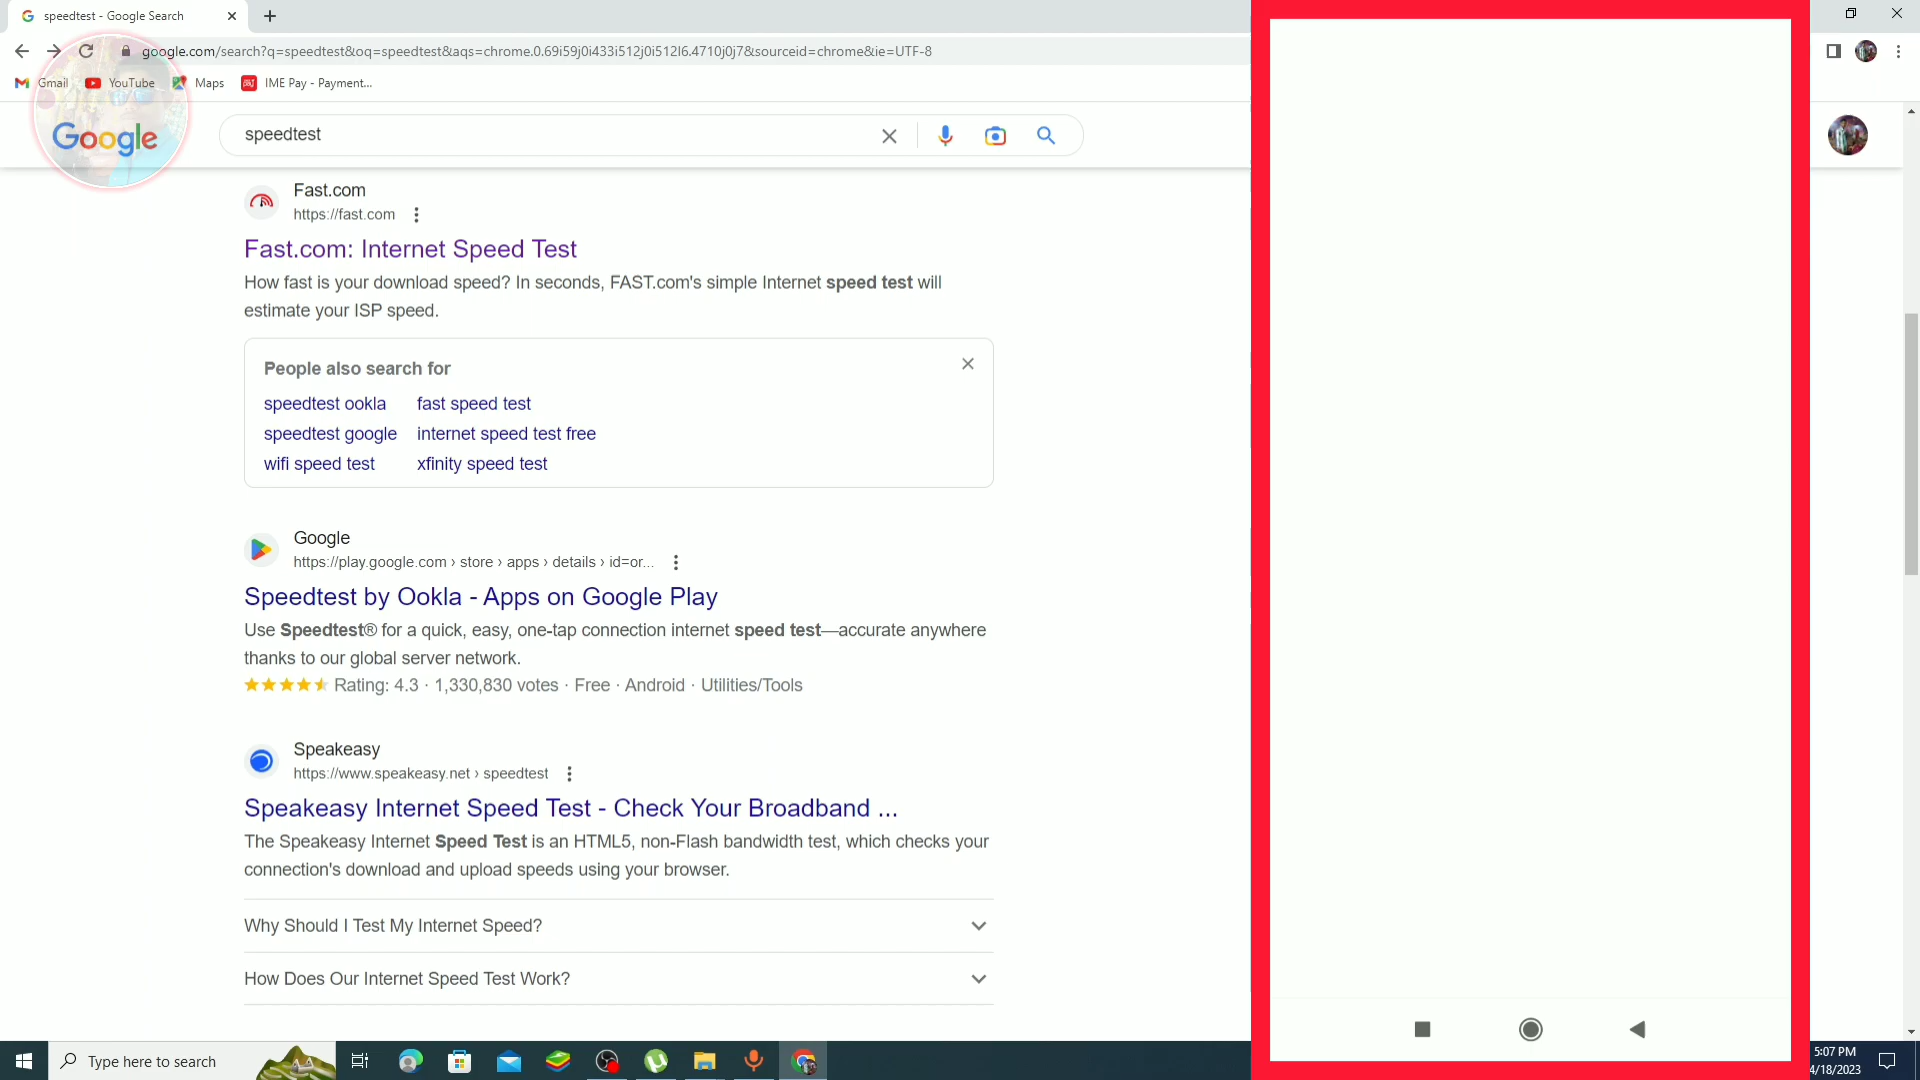 speedtest - Google Search
google.com/search?q=speedtest&oq=speedtest&aqs=chrome.0.69i59j0i433i512j0i512l6.4710j0j7&sourceid=chrome&ie=UTF-8
Gmail
YouTube
Maps
IME Pay - Payment...
Google
speedtest
Fast.com
https://fast.com
Fast.com: Internet Speed Test
How fast is your download speed? In seconds, FAST.com's simple Internet speed test will
estimate your ISP speed.
People also search for
speedtest ookla
fast speed test
speedtest google
internet speed test free
wifi speed test
xfinity speed test
Google
https://play.google.com › store › apps › details › id=or...
Speedtest by Ookla - Apps on Google Play
Use Speedtest® for a quick, easy, one-tap connection internet speed test—accurate anywhere
thanks to our global server network.
Rating: 4.3 · 1,330,830 votes · Free · Android · Utilities/Tools
Speakeasy
https://www.speakeasy.net › speedtest
Speakeasy Internet Speed Test - Check Your Broadband ...
The Speakeasy Internet Speed Test is an HTML5, non-Flash bandwidth test, which checks your
connection's download and upload speeds using your browser.
Why Should I Test My Internet Speed?
How Does Our Internet Speed Test Work?
Type here to search
5:07 PM
4/18/2023